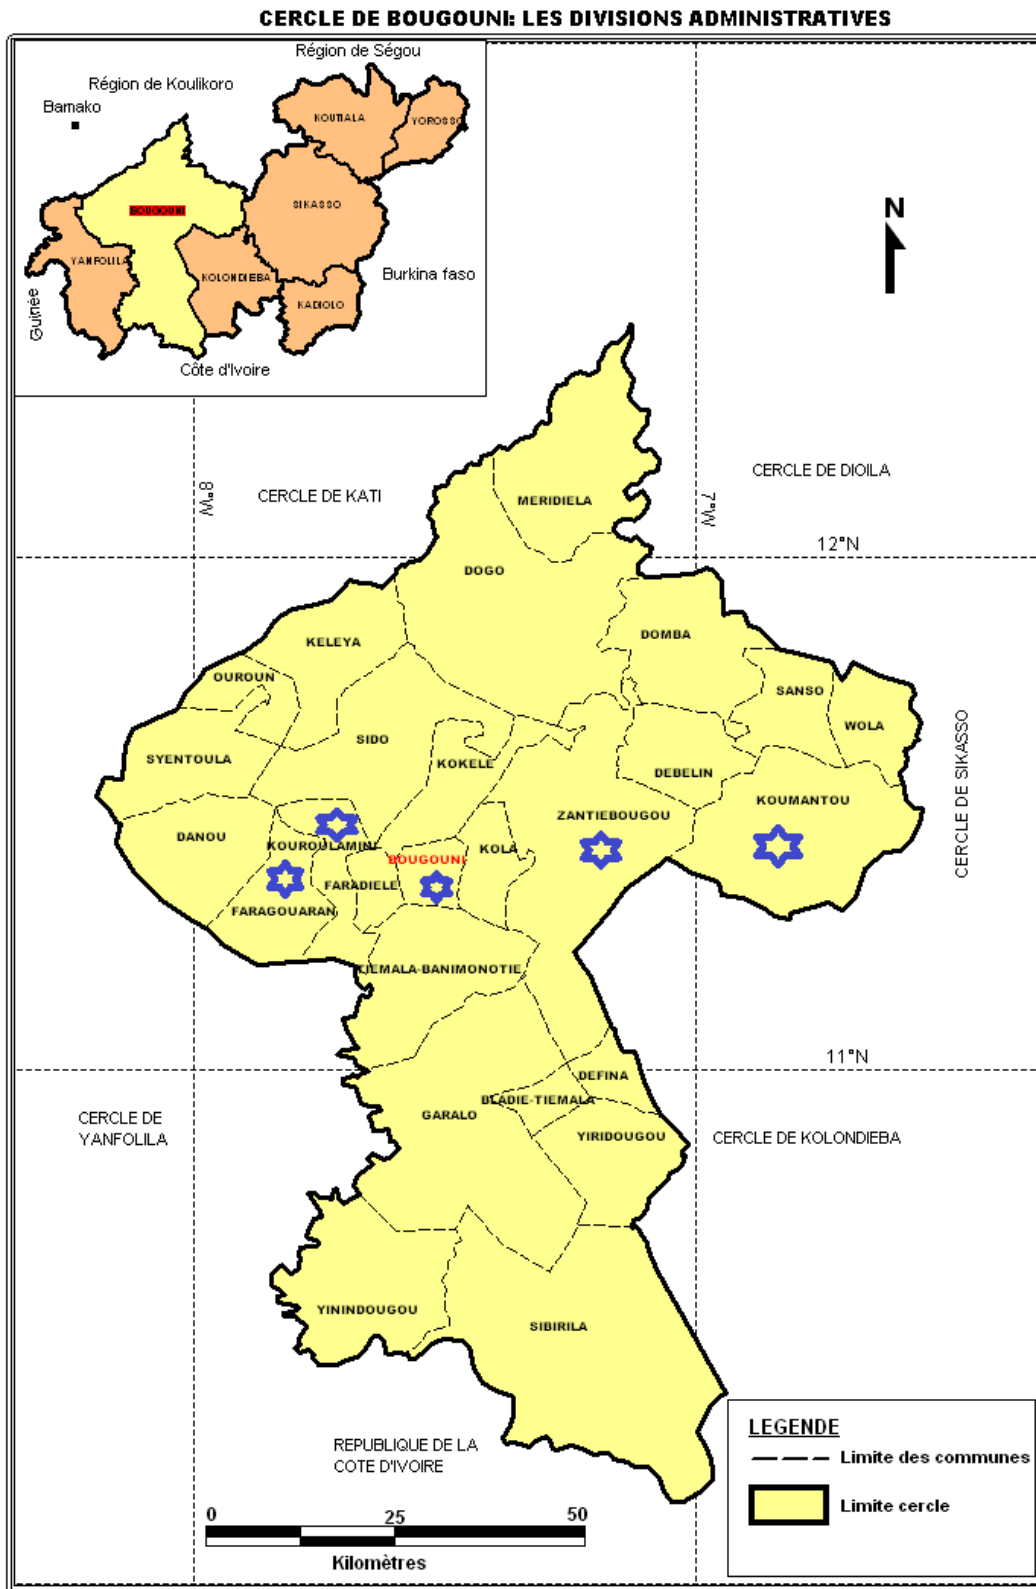 CERCLE DE BOUGOUNI: LES DIVISIONS ADMINISTRATIVES
Région de Ségou
Région de Koulikoro
Bamako
KOUTIALA
YOROSSO
SIKASSO
BOUGOUNI
YANFOLILA
KOLONDIEBA
KADIOLO
Burkina faso
Guinée
Côte d'Ivoire
N
8°W
7°W
CERCLE DE KATI
CERCLE DE DIOILA
12°N
MERIDIELA
DOGO
DOMBA
KELEYA
OUROUN
SANSO
WOLA
SIDO
SYENTOULA
KOKELE
DEBELIN
KOUMANTOU
ZANTIEBOUGOU
DANOU
KOUROULAMINI
KOLA
BOUGOUNI
FARADIELE
FARAGOUARAN
CERCLE DE SIKASSO
TIEMALA-BANIMONOTIE
11°N
DEFINA
BLADIE-TIEMALA
GARALO
YIRIDOUGOU
CERCLE DE
YANFOLILA
CERCLE DE KOLONDIEBA
YININDOUGOU
SIBIRILA
REPUBLIQUE DE LA
COTE D'IVOIRE
LEGENDE
Limite des communes
Limite cercle
0 25 50
Kilomètres